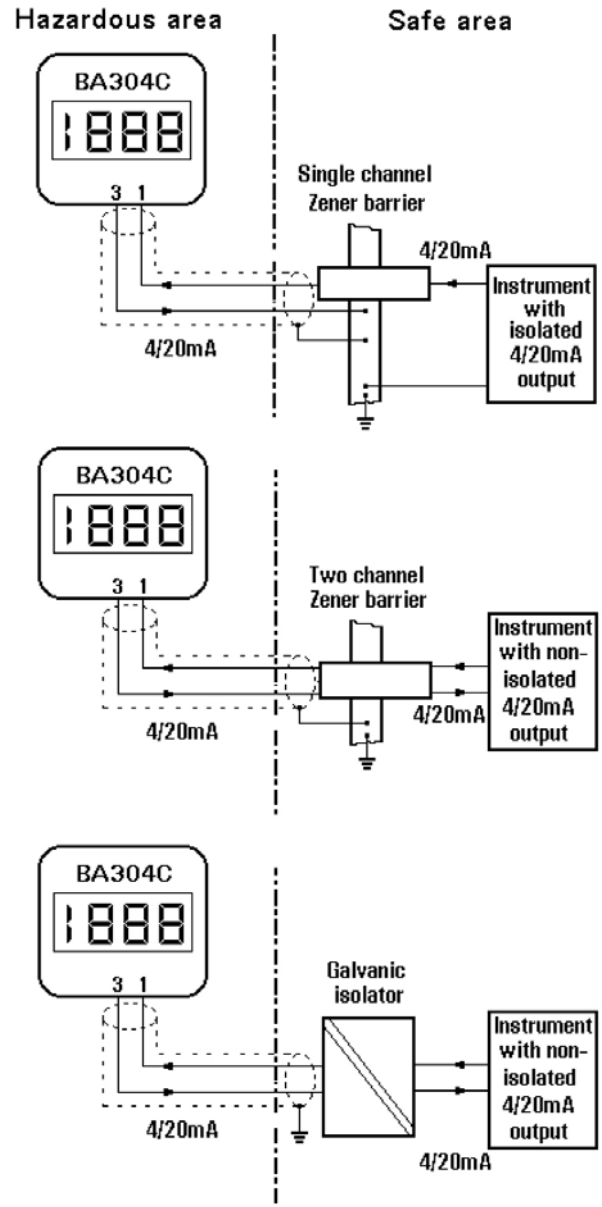 Hazardous area
Safe area
BA304C
1888
3 1
Single channel
Zener barrier
4/20mA
4/20mA
Instrument
with
isolated
4/20mA
output
BA304C
1888
3 1
Two channel
Zener barrier
4/20mA
4/20mA
Instrument
with non-
isolated
4/20mA
output
BA304C
1888
3 1
Galvanic
isolator
4/20mA
4/20mA
Instrument
with non-
isolated
4/20mA
output